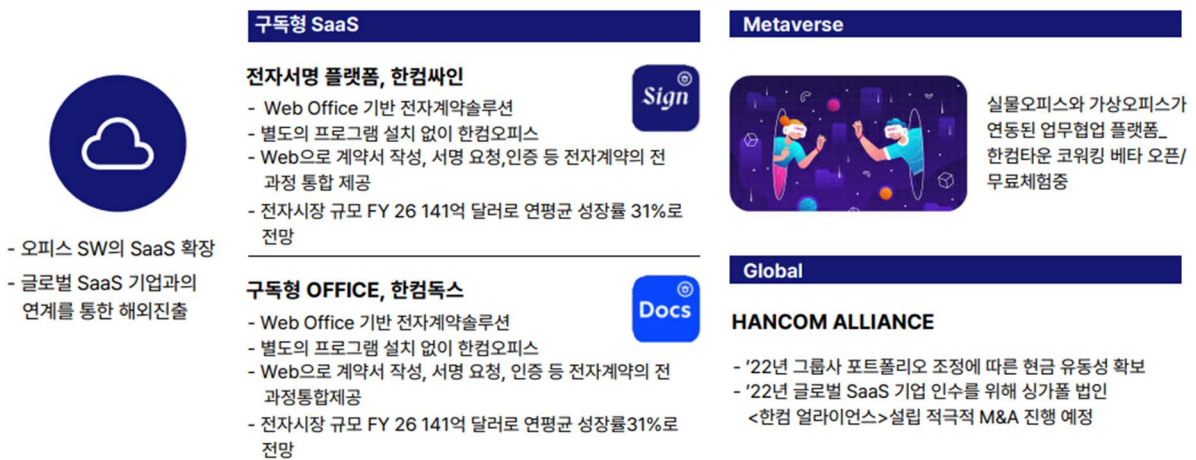 - 오피스 SW의 SaaS 확장
- 글로벌 SaaS 기업과의
연계를 통한 해외진출
구독형 SaaS
전자서명 플랫폼, 한컴싸인
Sign
- Web Office 기반 전자계약솔루션
- 별도의 프로그램 설치 없이 한컴오피스
- Web으로 계약서 작성, 서명 요청,인증 등 전자계약의 전
과정 통합 제공
- 전자시장 규모 FY 26 141억 달러로 연평균 성장률 31%로
전망
구독형 OFFICE, 한컴독스
Docs
- Web Office 기반 전자계약솔루션
- 별도의 프로그램 설치 없이 한컴오피스
- Web으로 계약서 작성, 서명 요청, 인증 등 전자계약의 전
과정통합제공
- 전자시장 규모 FY 26 141억 달러로 연평균 성장률31%로
전망
Metaverse
실물오피스와 가상오피스가
연동된 업무협업 플랫폼_
한컴타운 코워킹 베타 오픈/
무료체험중
Global
HANCOM ALLIANCE
- ‘22년 그룹사 포트폴리오 조정에 따른 현금 유동성 확보
- ‘22년 글로벌 SaaS 기업 인수를 위해 싱가폴 법인
<한컴 얼라이언스>설립 적극적 M&A 진행 예정